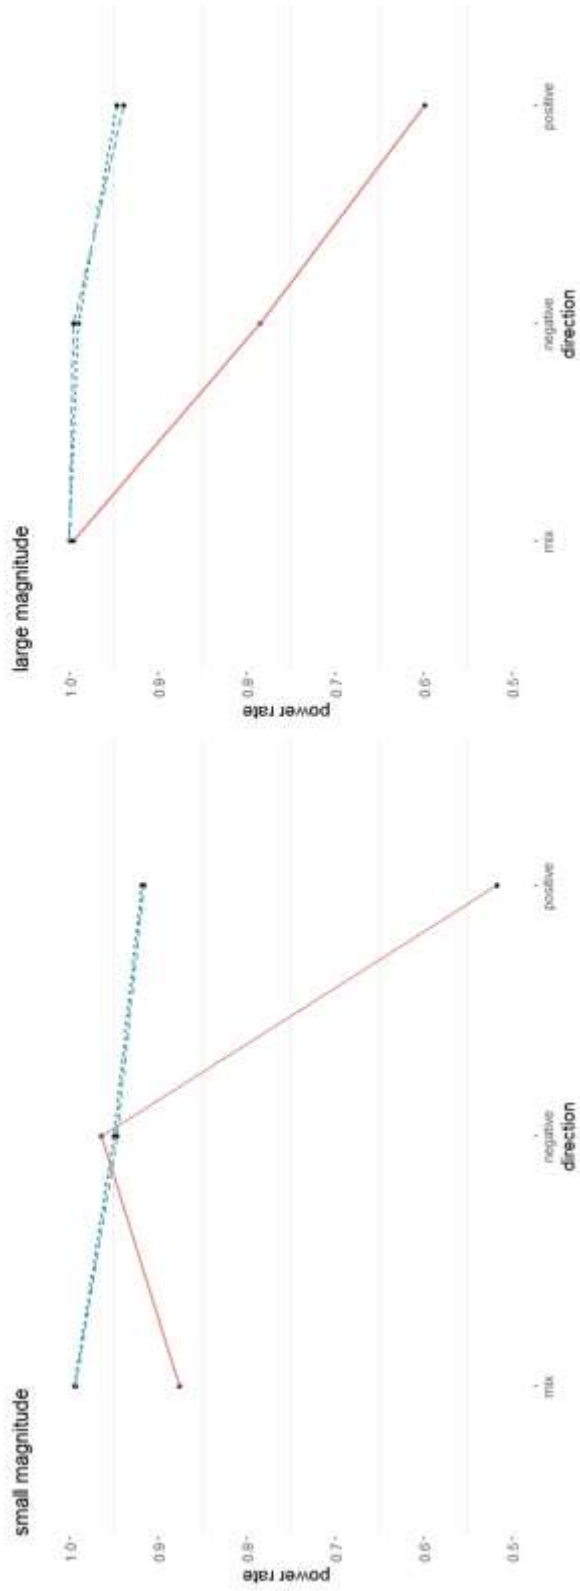 small magnitude
power rate
1.0
0.9
0.8
0.7
0.6
0.5
mix
negative
positive
direction
large magnitude
power rate
1.0
0.9
0.8
0.7
0.6
0.5
mix
negative
positive
direction